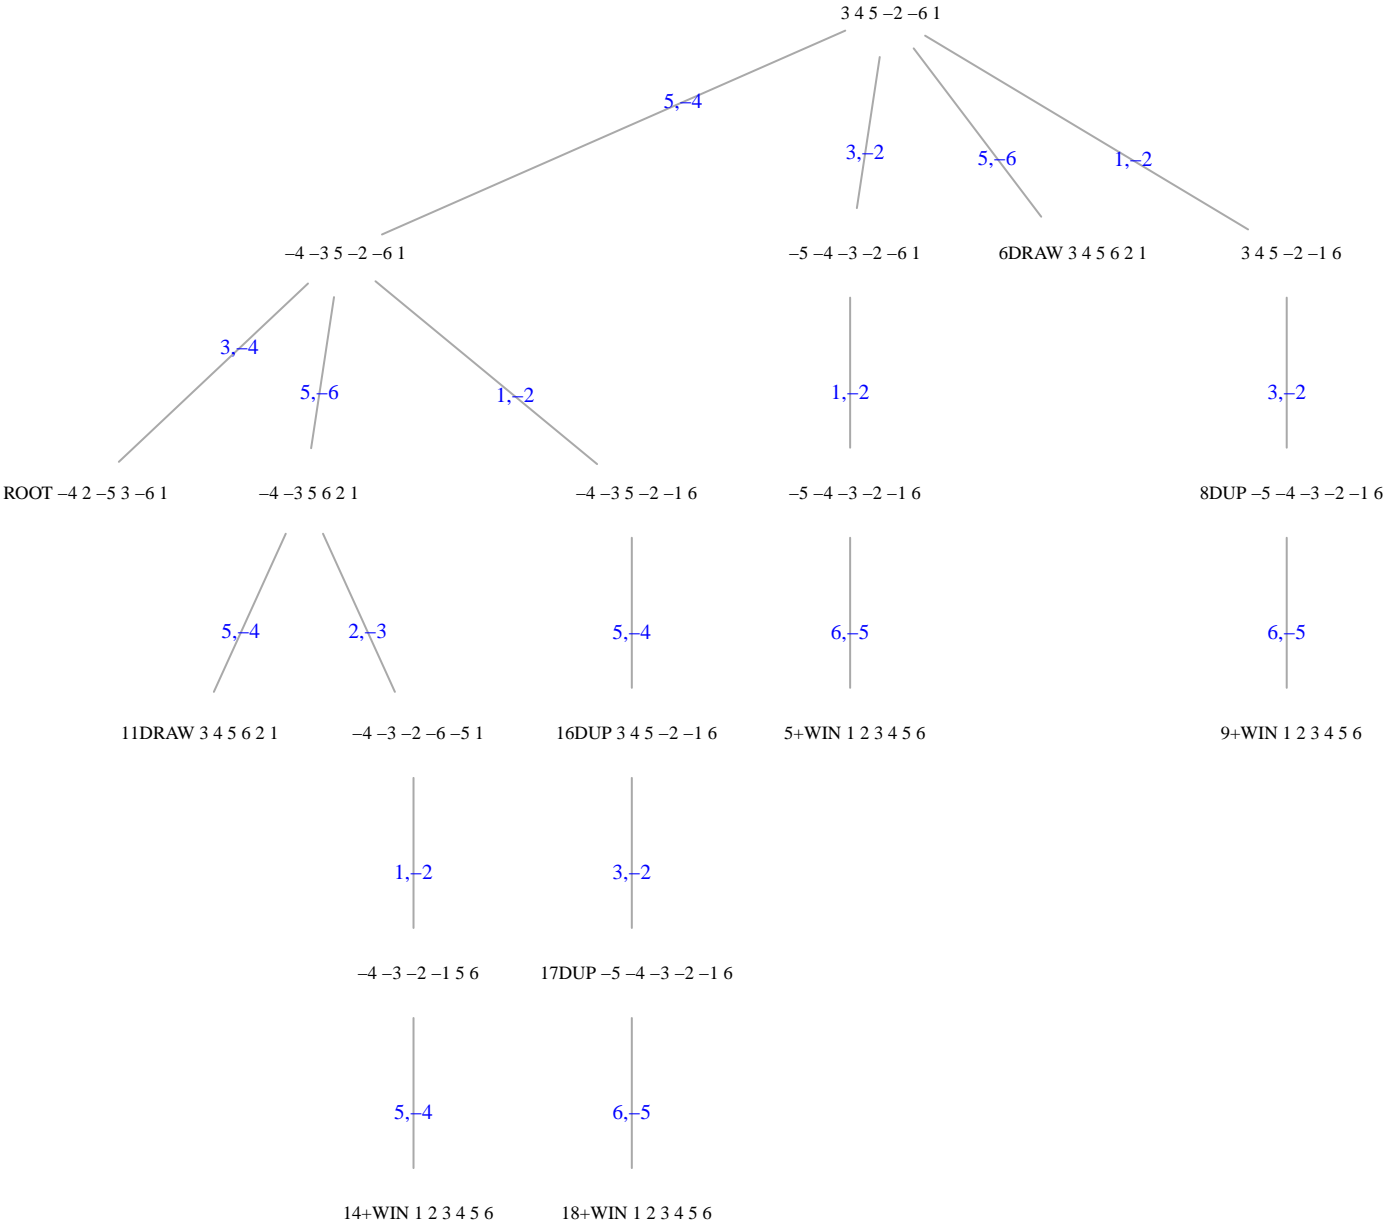 3 4 5 –2 –6 1
5,–4
3,–2
5,–6
1,–2
–4 –3 5 –2 –6 1
–5 –4 –3 –2 –6 1
6DRAW 3 4 5 6 2 1
3 4 5 –2 –1 6
3,–4
5,–6
1,–2
1,–2
3,–2
ROOT –4 2 –5 3 –6 1
–4 –3 5 6 2 1
–4 –3 5 –2 –1 6
–5 –4 –3 –2 –1 6
8DUP –5 –4 –3 –2 –1 6
5,–4
2,–3
5,–4
6,–5
6,–5
11DRAW 3 4 5 6 2 1
–4 –3 –2 –6 –5 1
16DUP 3 4 5 –2 –1 6
5+WIN 1 2 3 4 5 6
9+WIN 1 2 3 4 5 6
1,–2
3,–2
–4 –3 –2 –1 5 6
17DUP –5 –4 –3 –2 –1 6
5,–4
6,–5
14+WIN 1 2 3 4 5 6
18+WIN 1 2 3 4 5 6